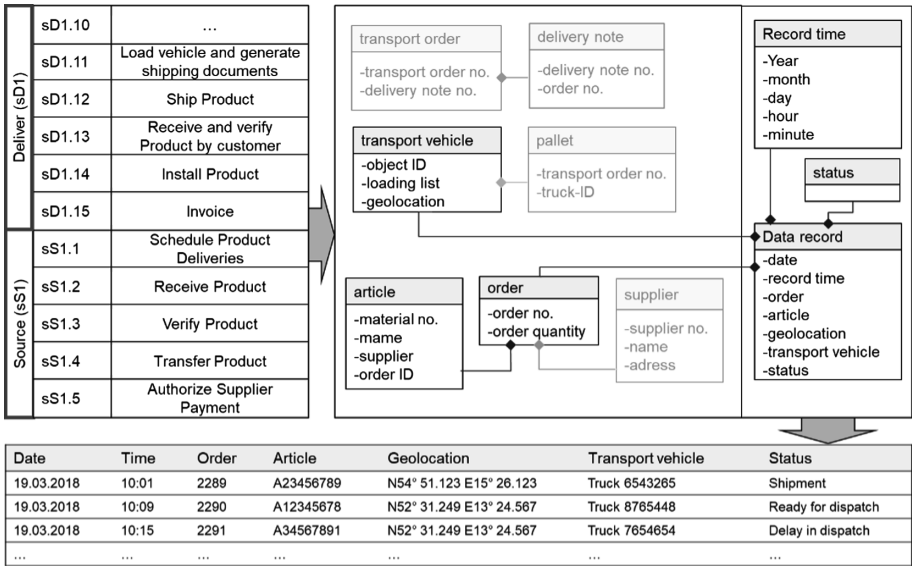 Deliver (sD1)
sD1.10 ...
sD1.11 Load vehicle and generate
shipping documents
sD1.12 Ship Product
sD1.13 Receive and verify
Product by customer
sD1.14 Install Product
sD1.15 Invoice
Source (sS1)
sS1.1 Schedule Product
Deliveries
sS1.2 Receive Product
sS1.3 Verify Product
sS1.4 Transfer Product
sS1.5 Authorize Supplier
Payment
transport order
-transport order no.
-delivery note no.
delivery note
-delivery note no.
-order no.
transport vehicle
-object ID
-loading list
-geolocation
pallet
-transport order no.
-truck-ID
article
-material no.
-mame
-supplier
-order ID
order
-order no.
-order quantity
supplier
-supplier no.
-name
-adress
Record time
-Year
-month
-day
-hour
-minute
status
Data record
-date
-record time
-order
-article
-geolocation
-transport vehicle
-status
Date Time Order Article Geolocation Transport vehicle Status
19.03.2018 10:01 2289 A23456789 N54° 51.123 E15° 26.123 Truck 6543265 Shipment
19.03.2018 10:09 2290 A12345678 N52° 31.249 E13° 24.567 Truck 8765448 Ready for dispatch
19.03.2018 10:15 2291 A34567891 N52° 31.249 E13° 24.567 Truck 7654654 Delay in dispatch
... ... ... ... ... ... ...